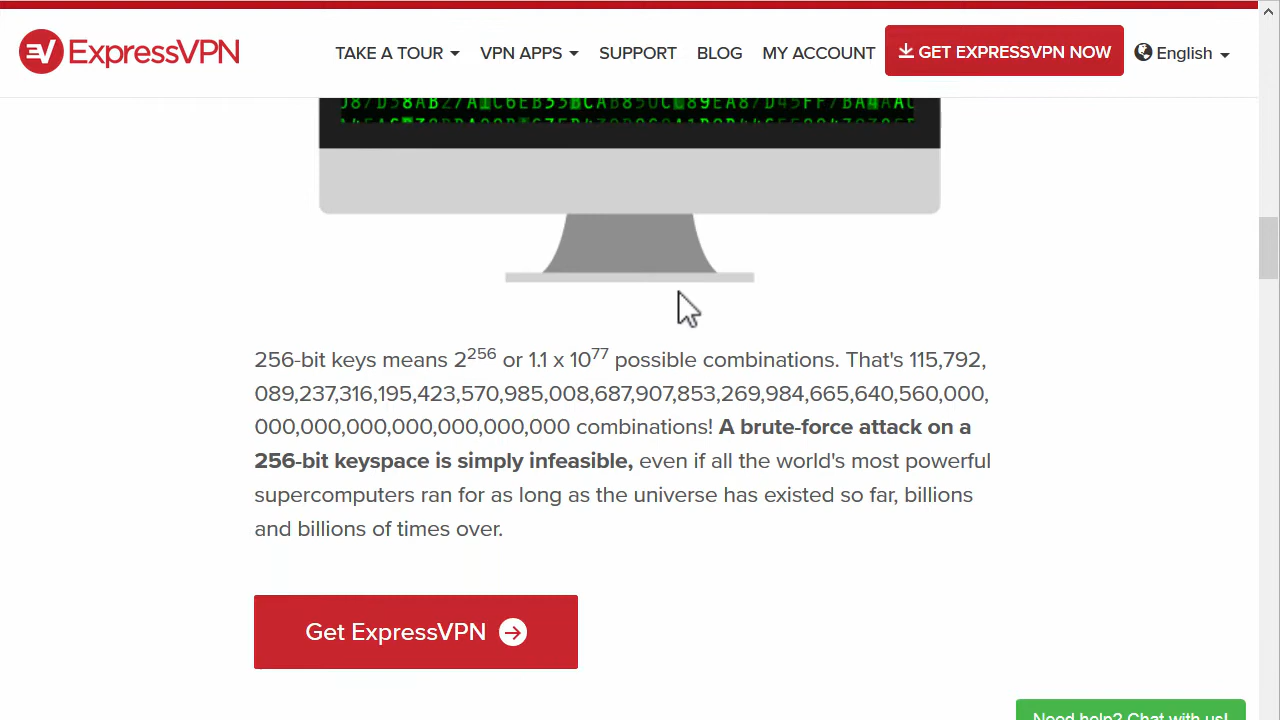 ExpressVPN
TAKE A TOUR
VPN APPS
SUPPORT
BLOG
MY ACCOUNT
GET EXPRESSVPN NOW
English
256-bit keys means 2²⁵⁶ or 1.1 x 10⁷⁷ possible combinations. That's 115,792,
089,237,316,195,423,570,985,008,687,907,853,269,984,665,640,560,000,
000,000,000,000,000,000,000 combinations! A brute-force attack on a
256-bit keyspace is simply infeasible, even if all the world's most powerful
supercomputers ran for as long as the universe has existed so far, billions
and billions of times over.
Get ExpressVPN
Need help? Chat with us!